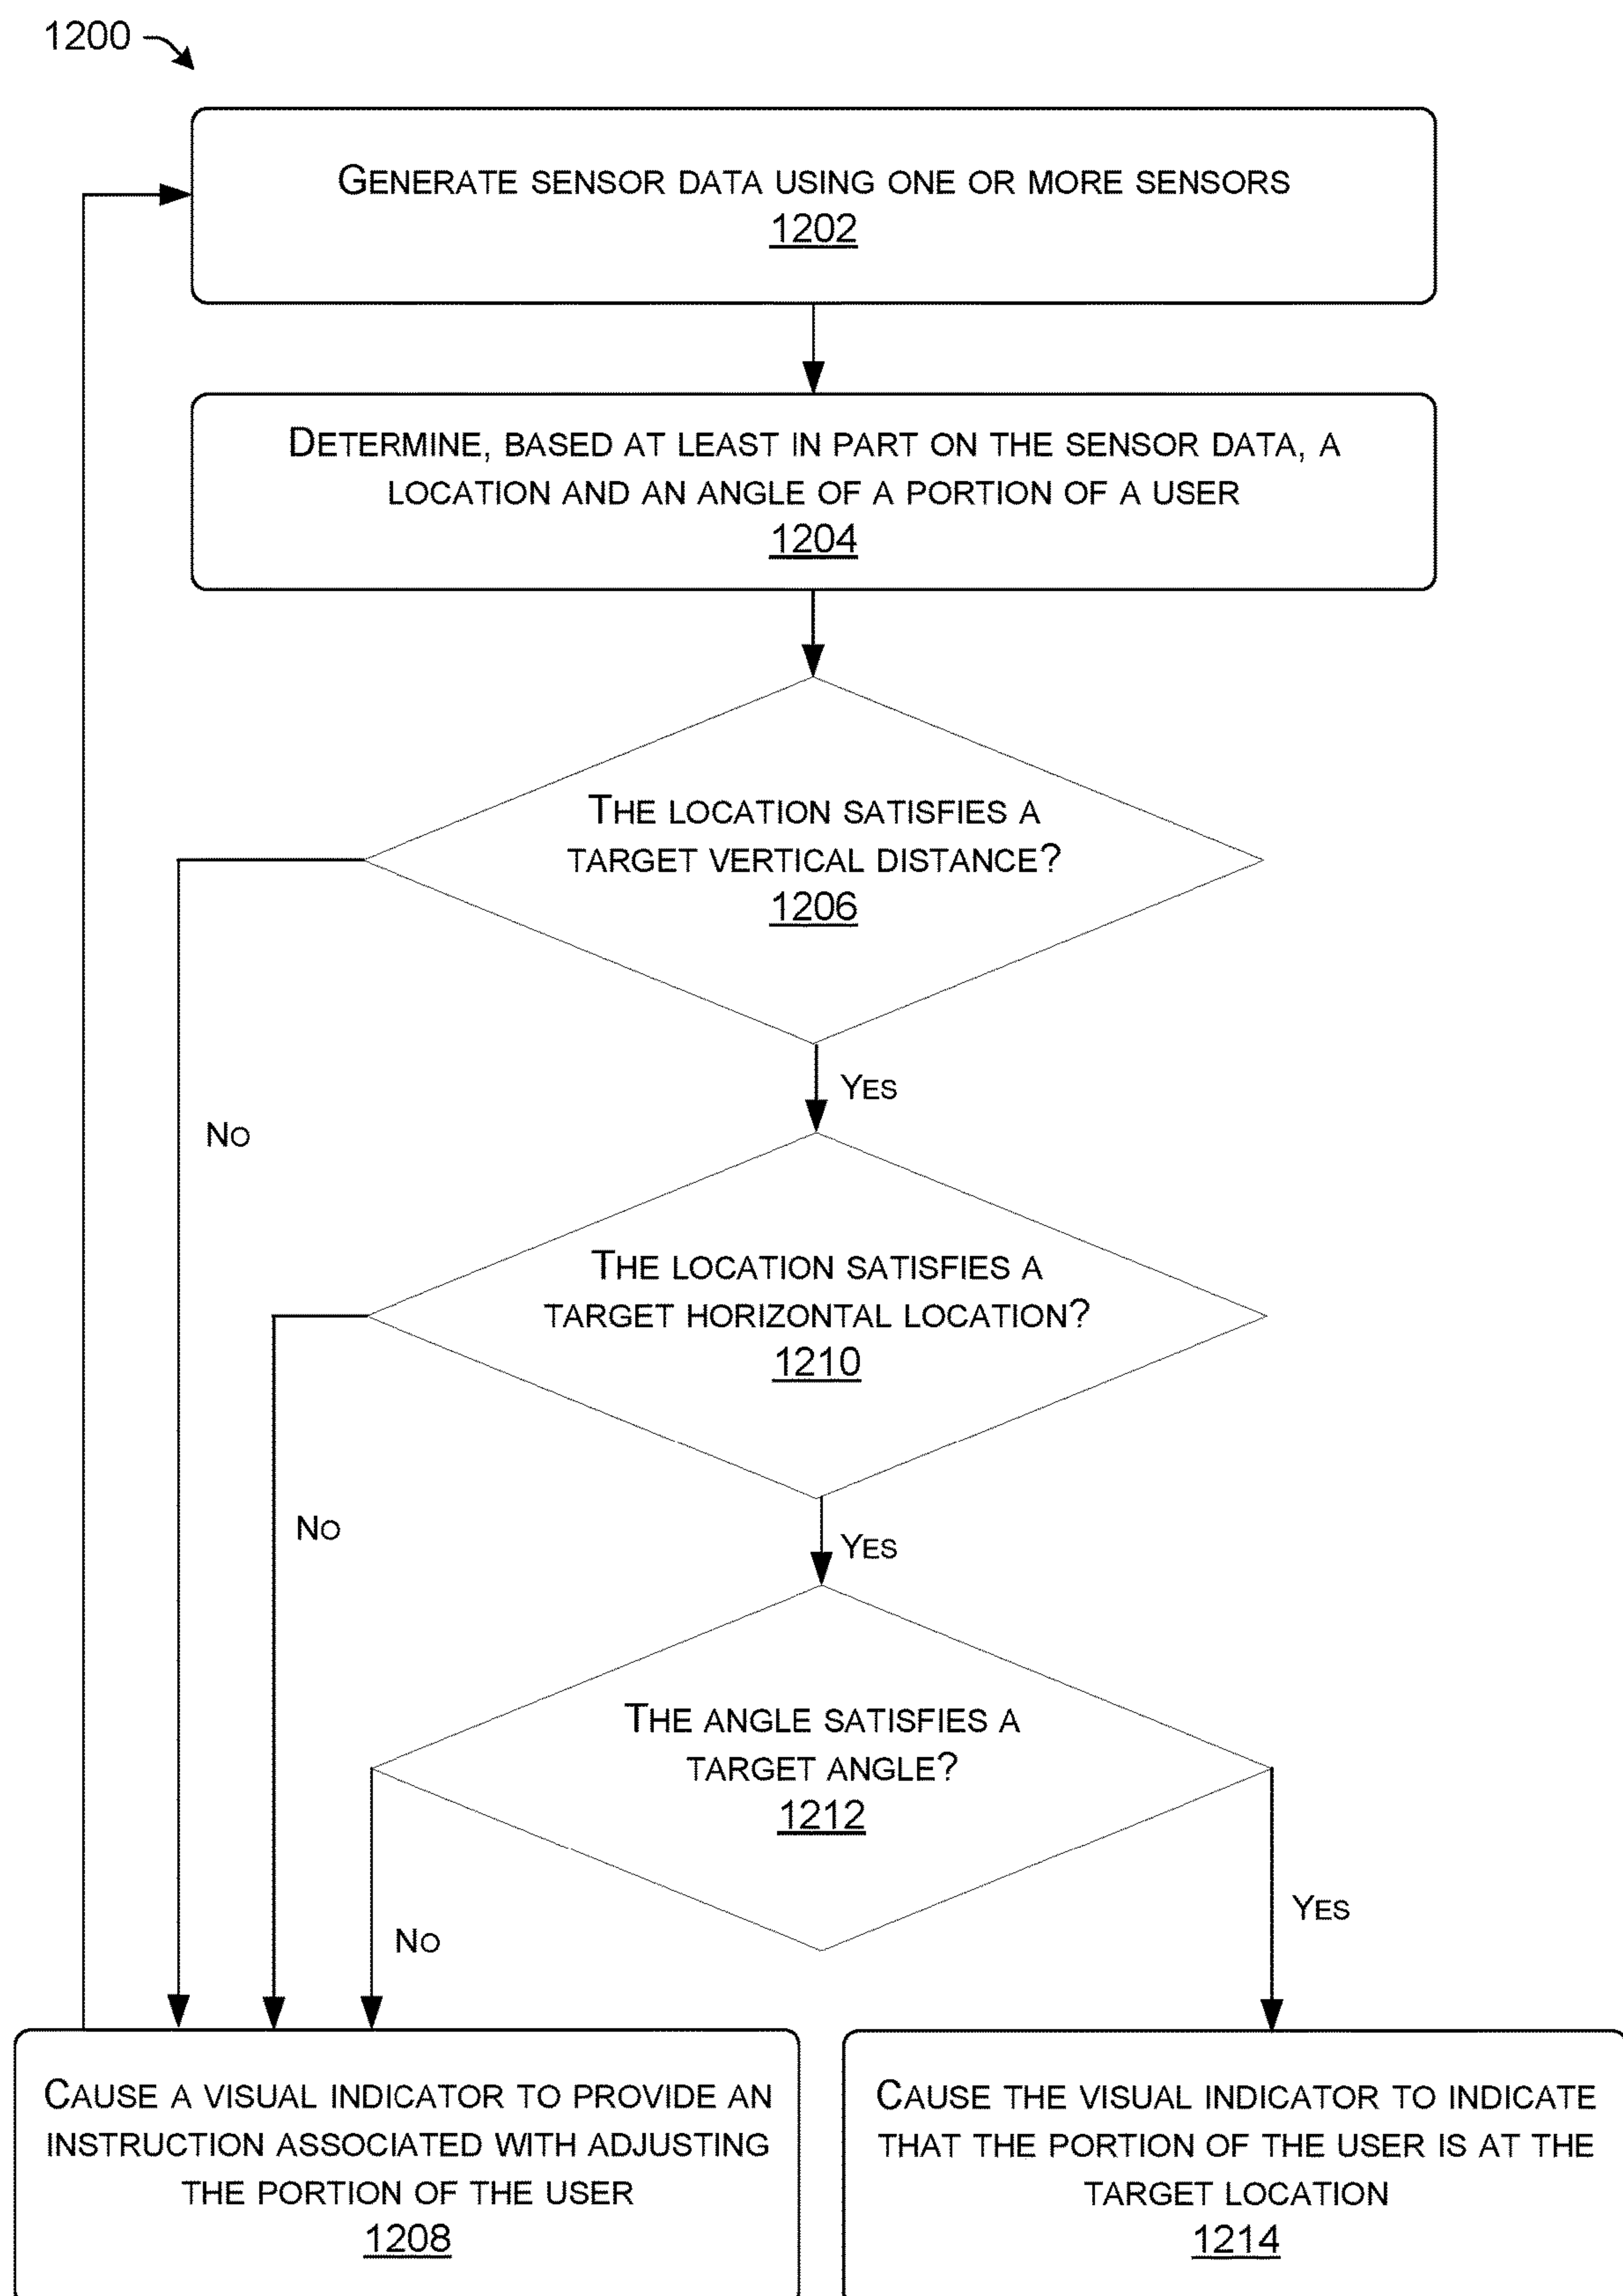 1200
GENERATE SENSOR DATA USING ONE OR MORE SENSORS
1202
DETERMINE, BASED AT LEAST IN PART ON THE SENSOR DATA, A
LOCATION AND AN ANGLE OF A PORTION OF A USER
1204
THE LOCATION SATISFIES A
TARGET VERTICAL DISTANCE?
1206
YES
NO
THE LOCATION SATISFIES A
TARGET HORIZONTAL LOCATION?
1210
NO
YES
THE ANGLE SATISFIES A
TARGET ANGLE?
1212
NO
YES
CAUSE A VISUAL INDICATOR TO PROVIDE AN
INSTRUCTION ASSOCIATED WITH ADJUSTING
THE PORTION OF THE USER
1208
CAUSE THE VISUAL INDICATOR TO INDICATE
THAT THE PORTION OF THE USER IS AT THE
TARGET LOCATION
1214